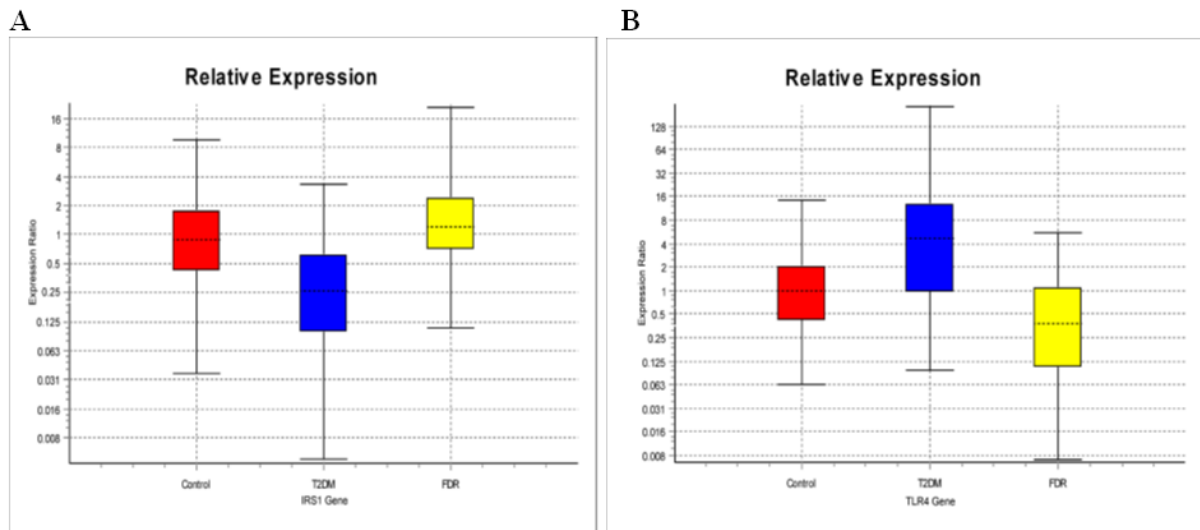 A
Relative Expression
Expression Ratio
16
8
4
2
1
0.5
0.25
0.125
0.063
0.031
0.016
0.008
Control
T2DM
FDR
IRS1 Gene
B
Relative Expression
Expression Ratio
128
64
32
16
8
4
2
1
0.5
0.25
0.125
0.063
0.031
0.016
0.008
Control
T2DM
FDR
TLR4 Gene